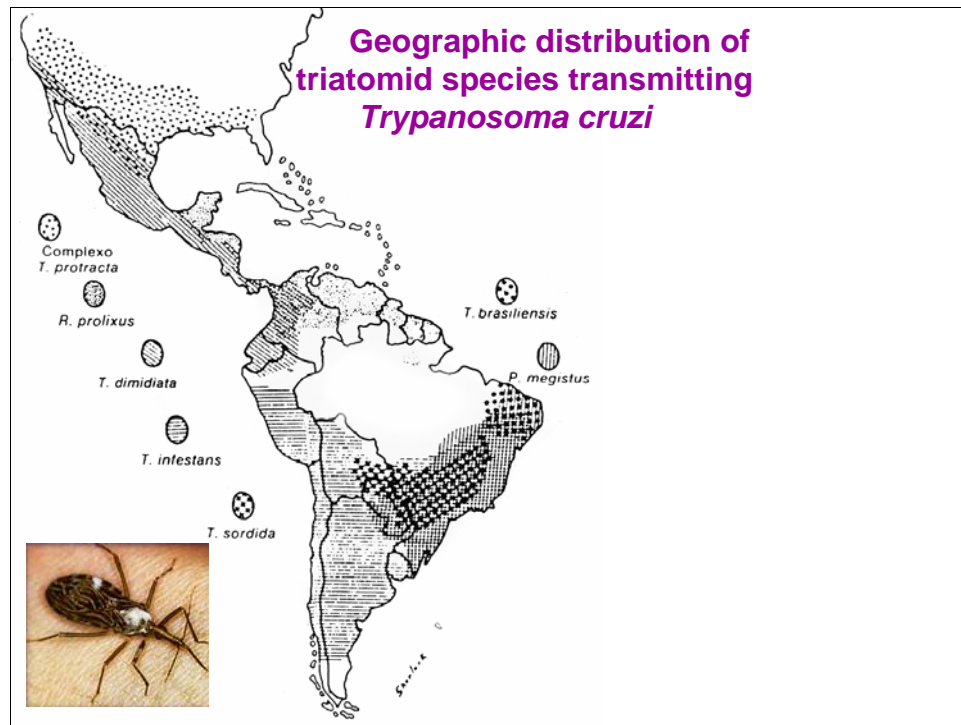 Geographic distribution of
triatomid species transmitting
Trypanosoma cruzi
Complexo
T. protracta
R. prolixus
T. dimidiata
T. infestans
T. sordida
T. brasiliensis
P. megistus